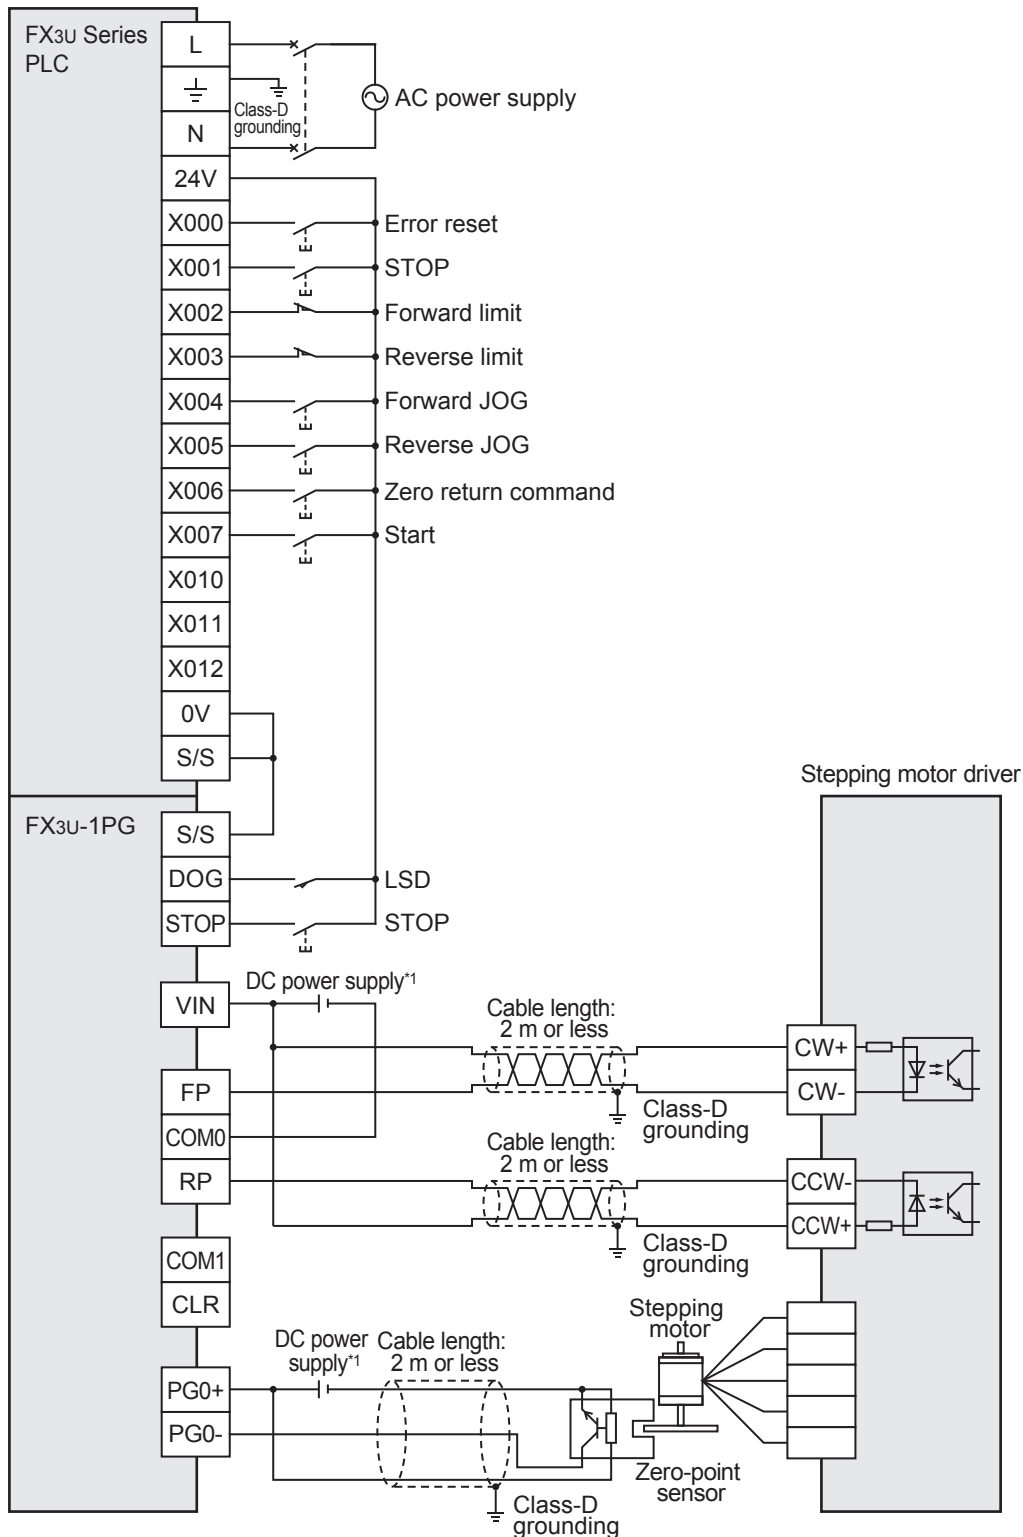 FX3U Series
PLC
L
Class-D
grounding
AC power supply
N
24V
X000
Error reset
X001
STOP
X002
Forward limit
X003
Reverse limit
X004
Forward JOG
X005
Reverse JOG
X006
Zero return command
X007
Start
X010
X011
X012
0V
S/S
Stepping motor driver
FX3U-1PG
S/S
DOG
LSD
STOP
STOP
DC power supply*1
VIN
Cable length:
2 m or less
CW+
FP
CW-
Class-D
grounding
COM0
Cable length:
2 m or less
RP
CCW-
CCW+
Class-D
grounding
COM1
CLR
Stepping
motor
DC power
supply*1
Cable length:
2 m or less
PG0+
PG0-
Zero-point
sensor
Class-D
grounding